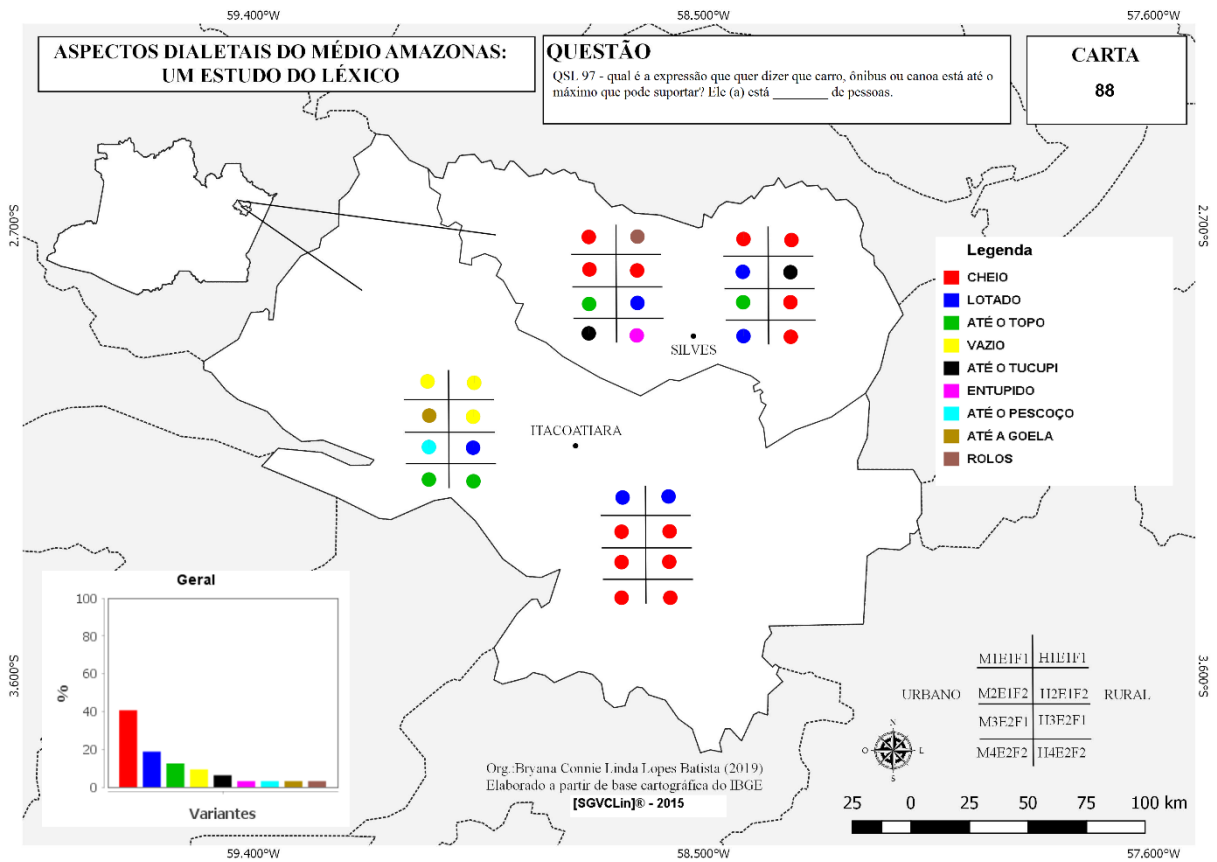 59.400°W
58.500°W
57.600°W
ASPECTOS DIALETAIS DO MÉDIO AMAZONAS:
UM ESTUDO DO LÉXICO
QUESTÃO
QSL 97 - qual é a expressão que quer dizer que carro, ônibus ou canoa está até o
máximo que pode suportar? Ele (a) está ________ de pessoas.
CARTA
88
2.700°S
2.700°S
Legenda
CHEIO
LOTADO
ATÉ O TOPO
VAZIO
ATÉ O TUCUPI
ENTUPIDO
ATÉ O PESCOÇO
ATÉ A GOELA
ROLOS
SILVES
ITACOATIARA
Geral
100
80
60
40
20
0
%
Variantes
3.600°S
3.600°S
M1E1F1 H1E1F1
URBANO M2E1F2 H2E1F2 RURAL
M3E2F1 H3E2F1
M4E2F2 H4E2F2
N
O L
S
Org.:Bryana Connie Linda Lopes Batista (2019)
Elaborado a partir de base cartográfica do IBGE
[SGVCLin]® - 2015
25 0 25 50 75 100 km
59.400°W
58.500°W
57.600°W